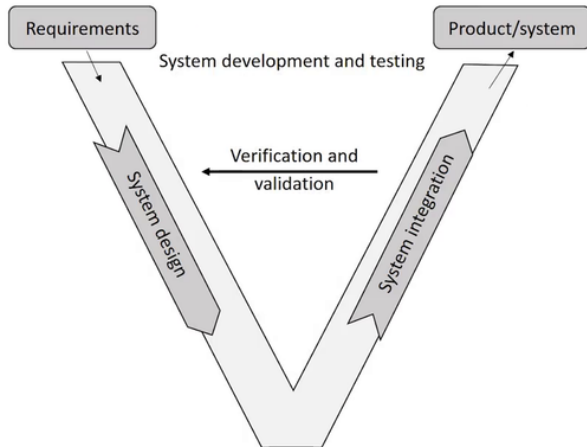 Requirements
Product/system
System development and testing
Verification and
validation
System design
System integration